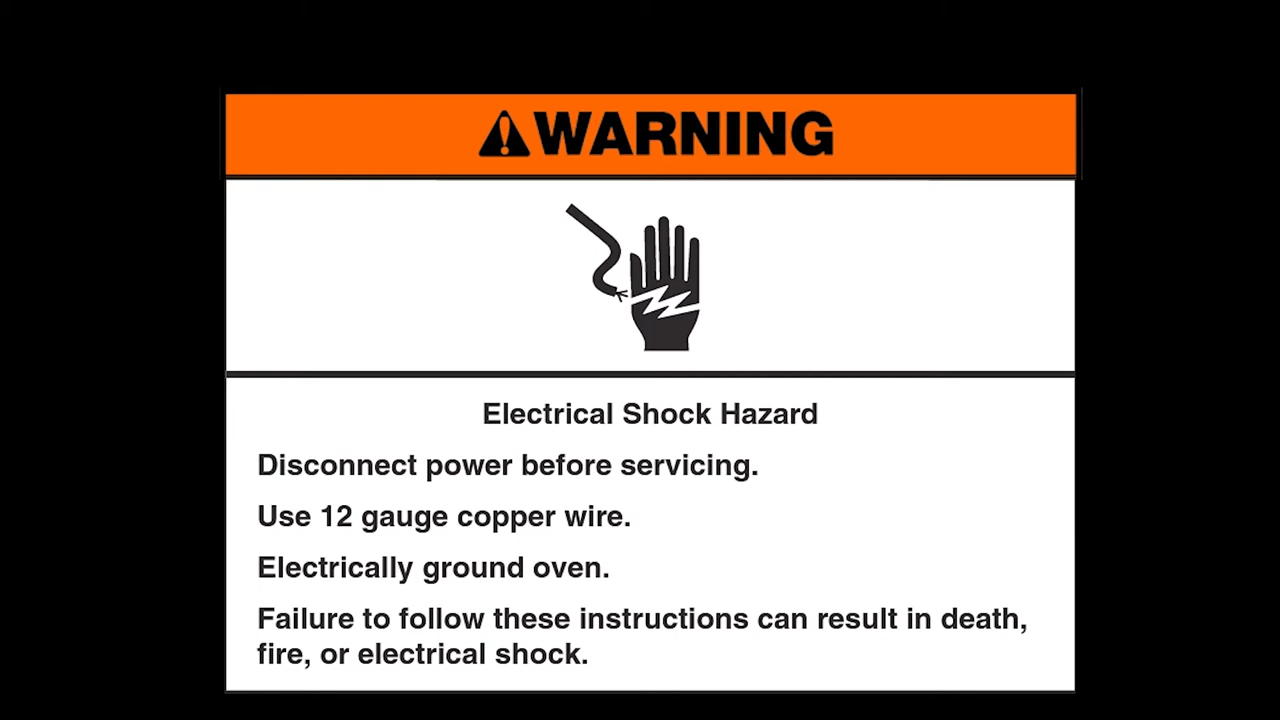 WARNING
Electrical Shock Hazard
Disconnect power before servicing.
Use 12 gauge copper wire.
Electrically ground oven.
Failure to follow these instructions can result in death,
fire, or electrical shock.